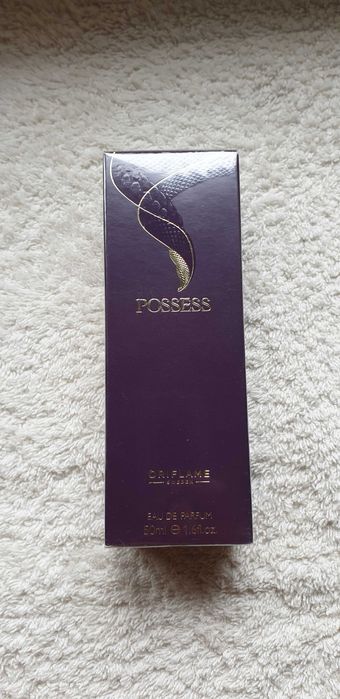 POSSESS
ORIFLAME
SWEDEN
EAU DE PARFUM
50ml ℮ 1.6fl.oz.